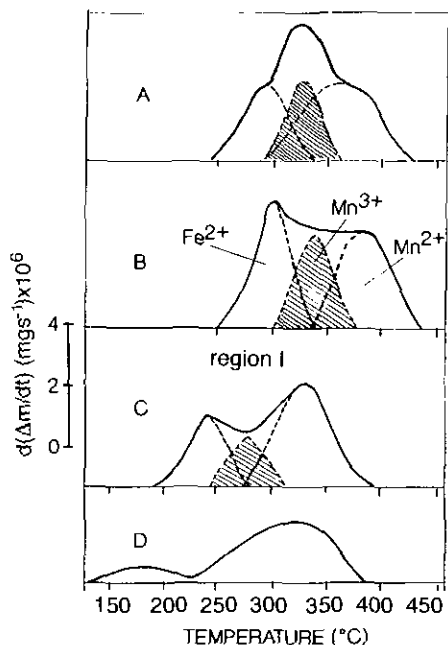 A
B
Fe2+
Mn3+
Mn2+
region I
C
D
4
2
0
d(Δm/dt) (mgs⁻¹)x10⁶
150 200 250 300 350 400 450
TEMPERATURE (°C)